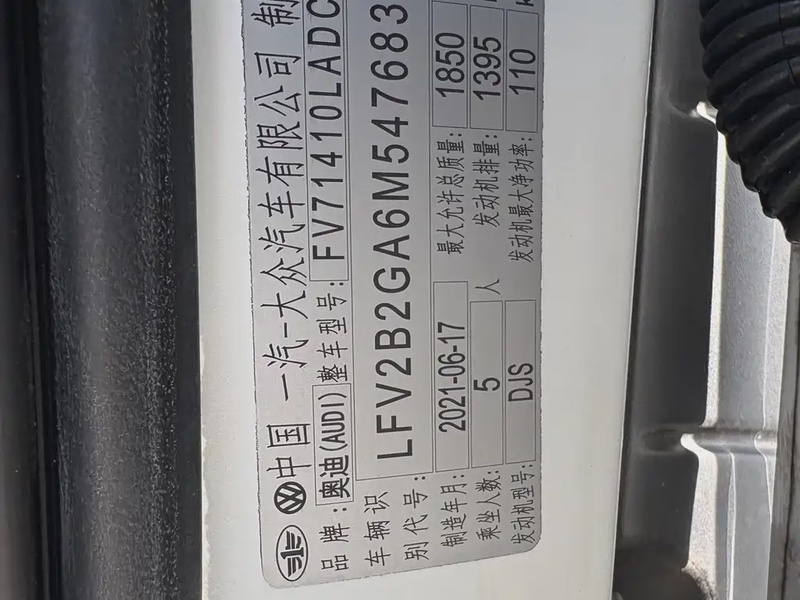 中国 一汽-大众汽车有限公司 制
品牌: 奥迪(AUDI) 整车型号: FV71410LADC
车辆识别代号: LFV2B2GA6M547683
制造年月: 2021-06-17 最大允许总质量: 1850
乘坐人数: 5 人 发动机排量: 1395
发动机型号: DJS 发动机最大净功率: 110